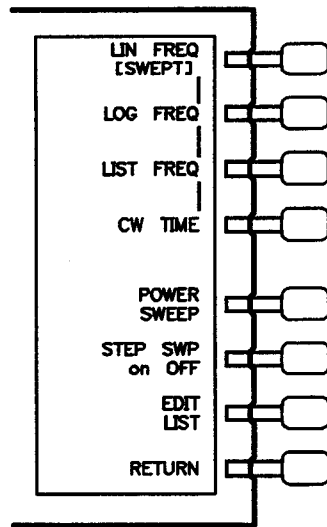 LIN FREQ
[SWEPT]
LOG FREQ
LIST FREQ
CW TIME
POWER
SWEEP
STEP SWP
on OFF
EDIT
LIST
RETURN